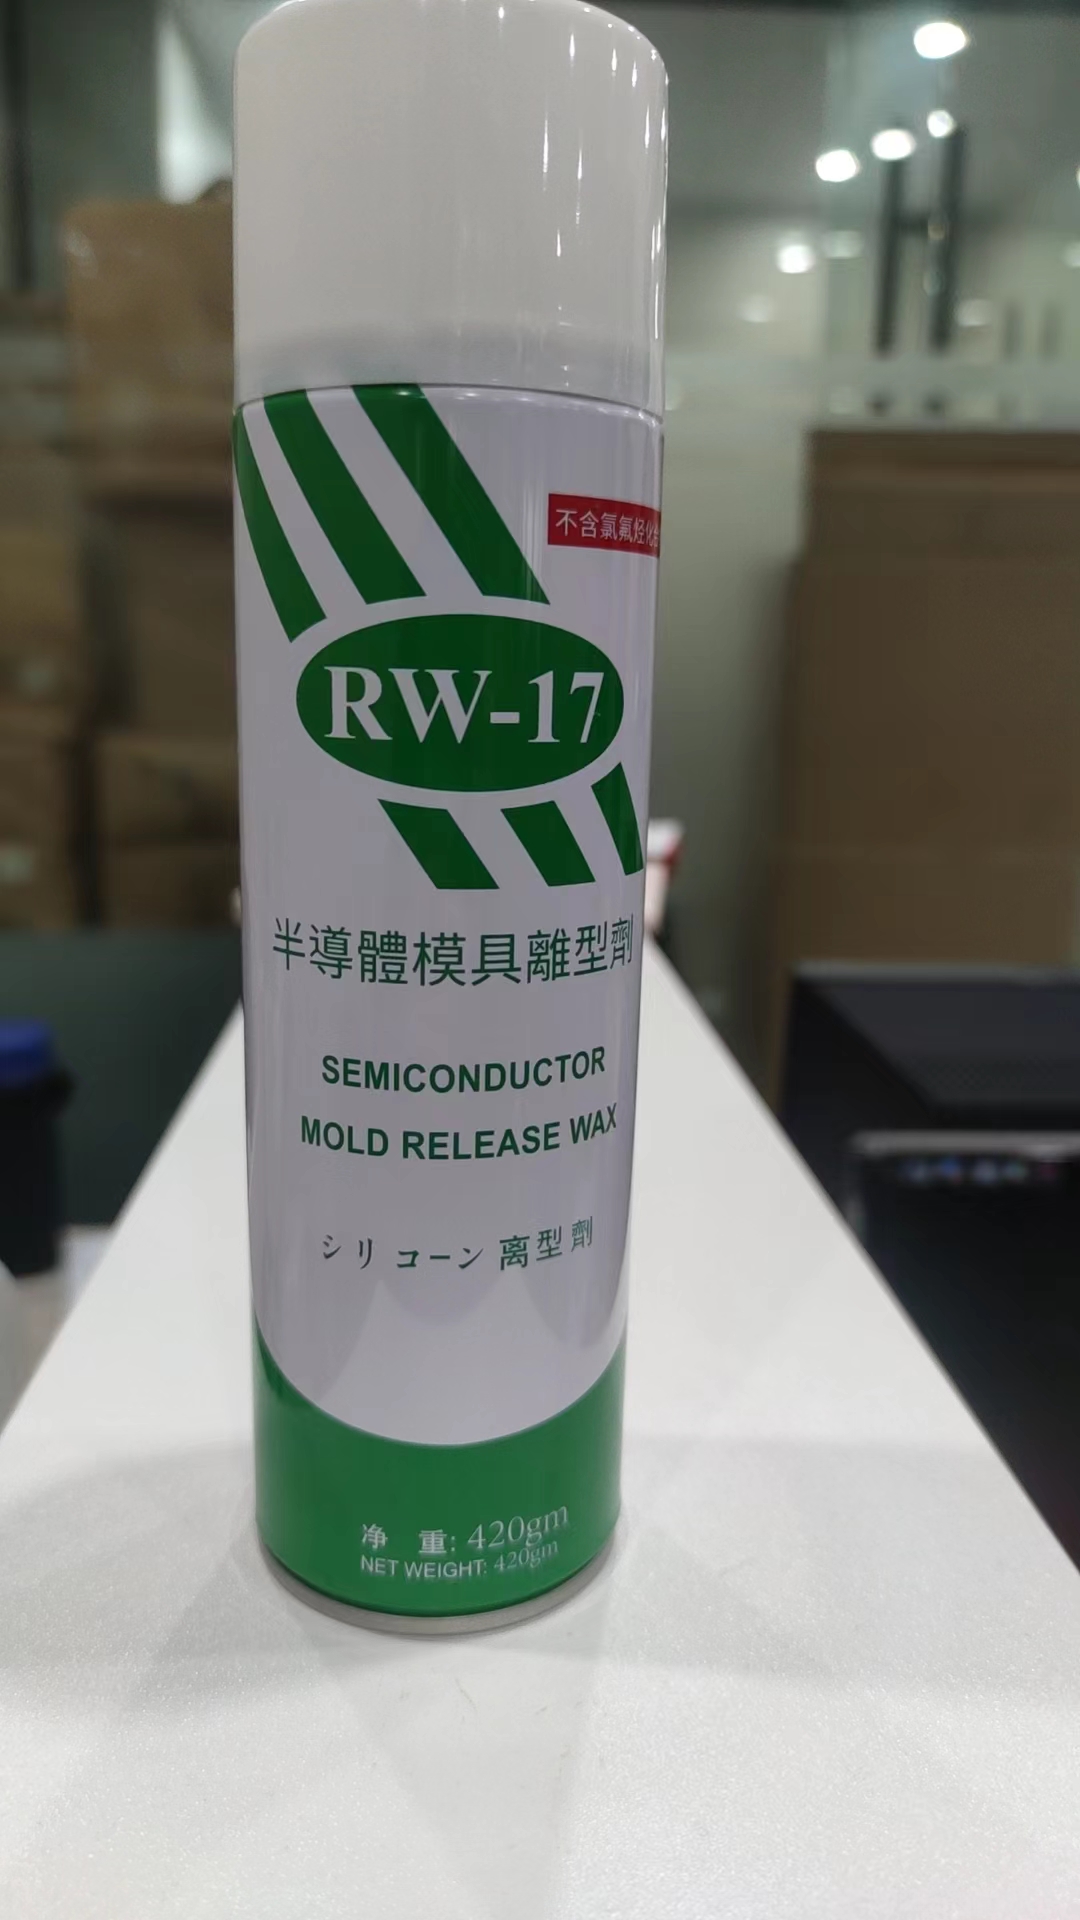 不含氯氟烃化合
RW-17
半導體模具離型劑
SEMICONDUCTOR
MOLD RELEASE WAX
シリコーン离型劑
净 重: 420gm
NET WEIGHT: 420gm